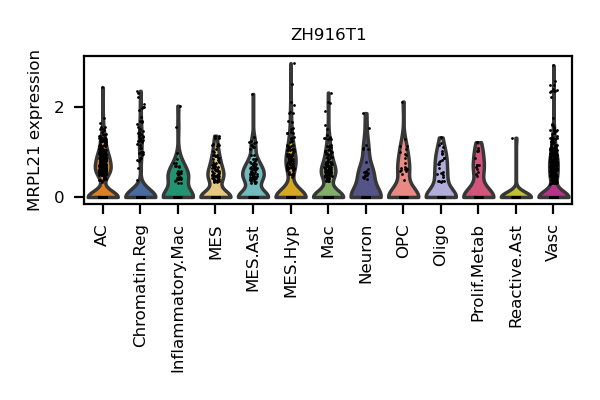 ZH916T1
MRPL21 expression
2
0
AC
Chromatin.Reg
Inflammatory.Mac
MES
MES.Ast
MES.Hyp
Mac
Neuron
OPC
Oligo
Prolif.Metab
Reactive.Ast
Vasc